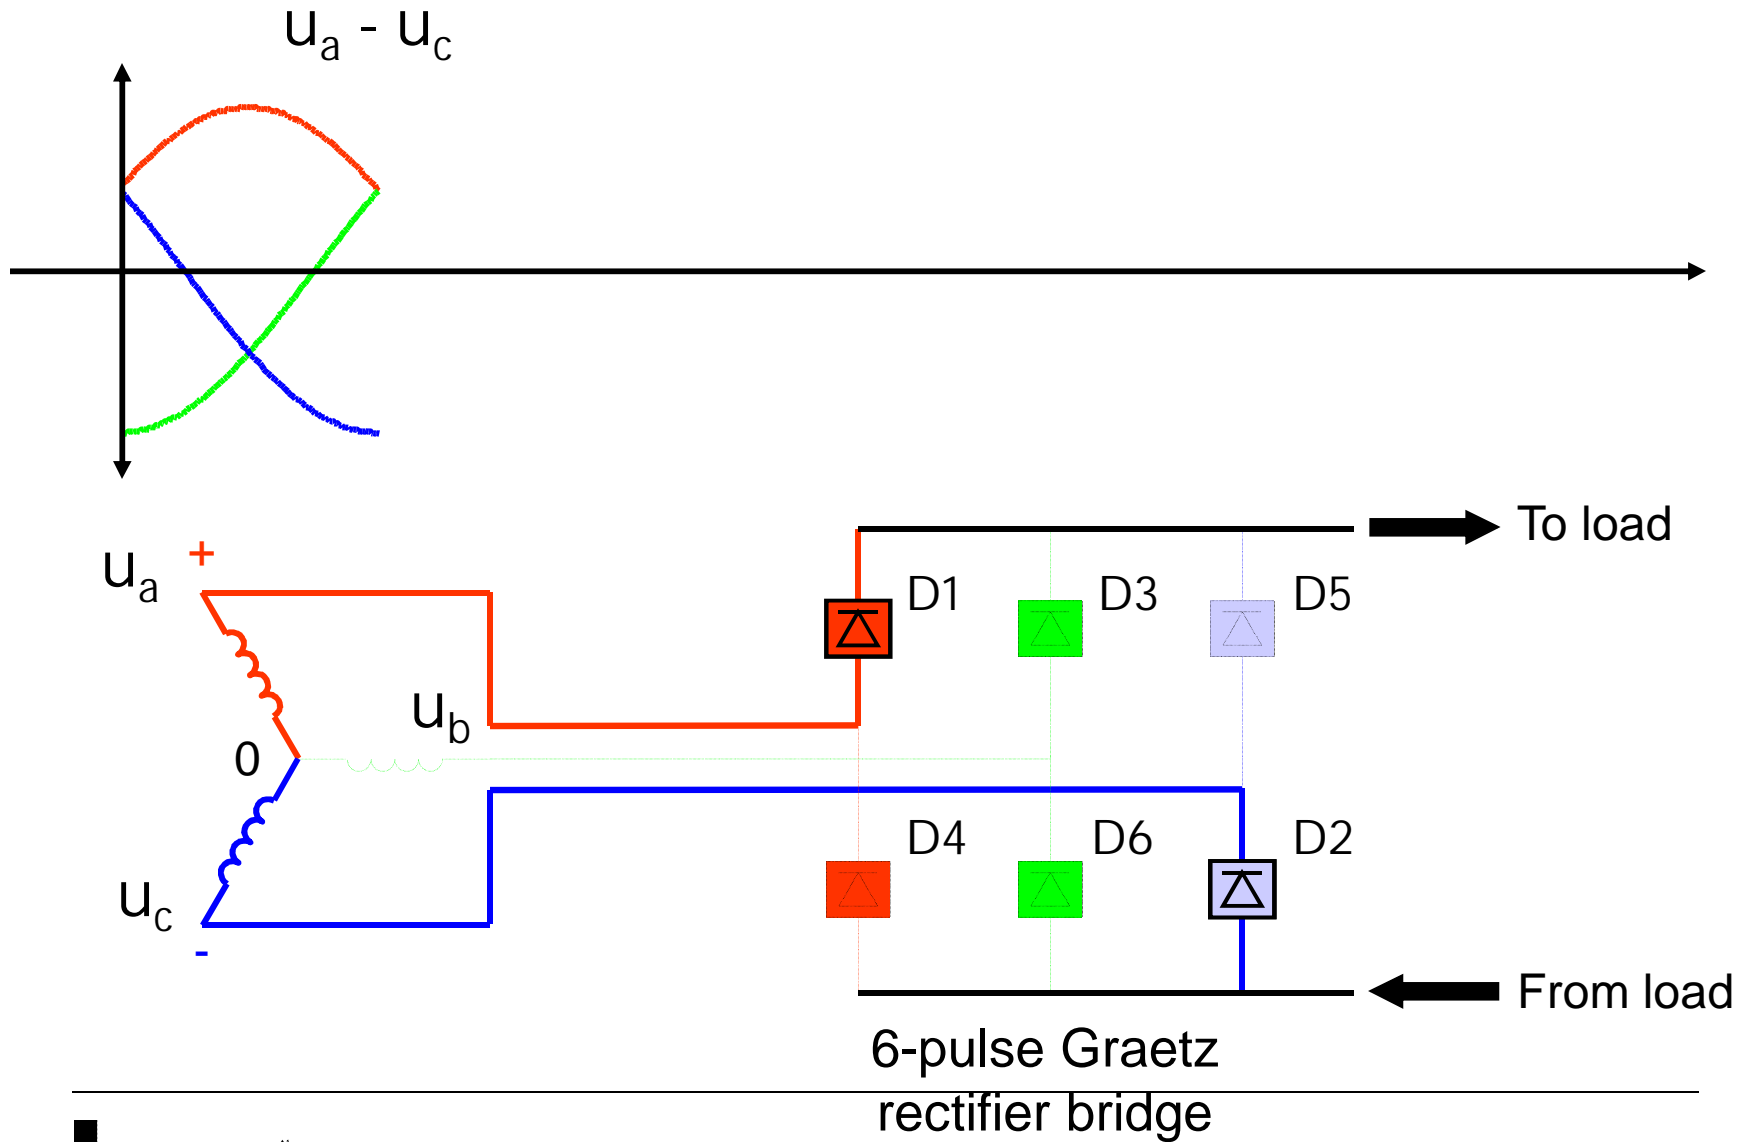 ua - uc
To load
ua
+
D1
D3
D5
ub
0
D4
D6
D2
uc
-
From load
6-pulse Graetz
rectifier bridge